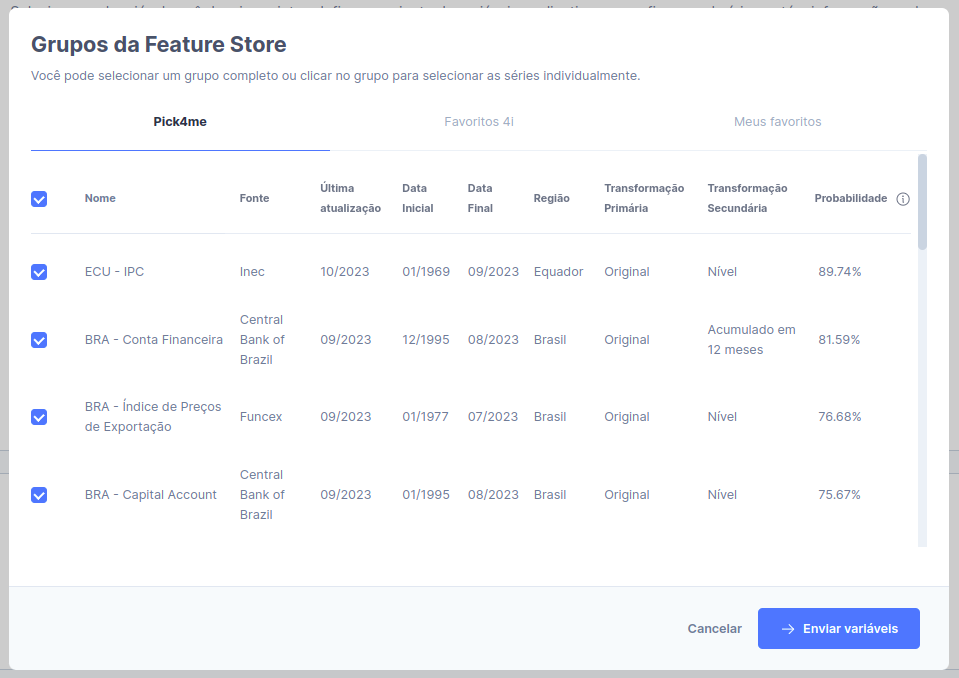 Grupos da Feature Store
Você pode selecionar um grupo completo ou clicar no grupo para selecionar as séries individualmente.
Pick4me Favoritos 4i Meus favoritos
Nome Fonte Última atualização Data Inicial Data Final Região Transformação Primária Transformação Secundária Probabilidade
ECU - IPC Inec 10/2023 01/1969 09/2023 Equador Original Nível 89.74%
BRA - Conta Financeira Central Bank of Brazil 09/2023 12/1995 08/2023 Brasil Original Acumulado em 12 meses 81.59%
BRA - Índice de Preços de Exportação Funcex 09/2023 01/1977 07/2023 Brasil Original Nível 76.68%
BRA - Capital Account Central Bank of Brazil 09/2023 01/1995 08/2023 Brasil Original Nível 75.67%
Cancelar → Enviar variáveis